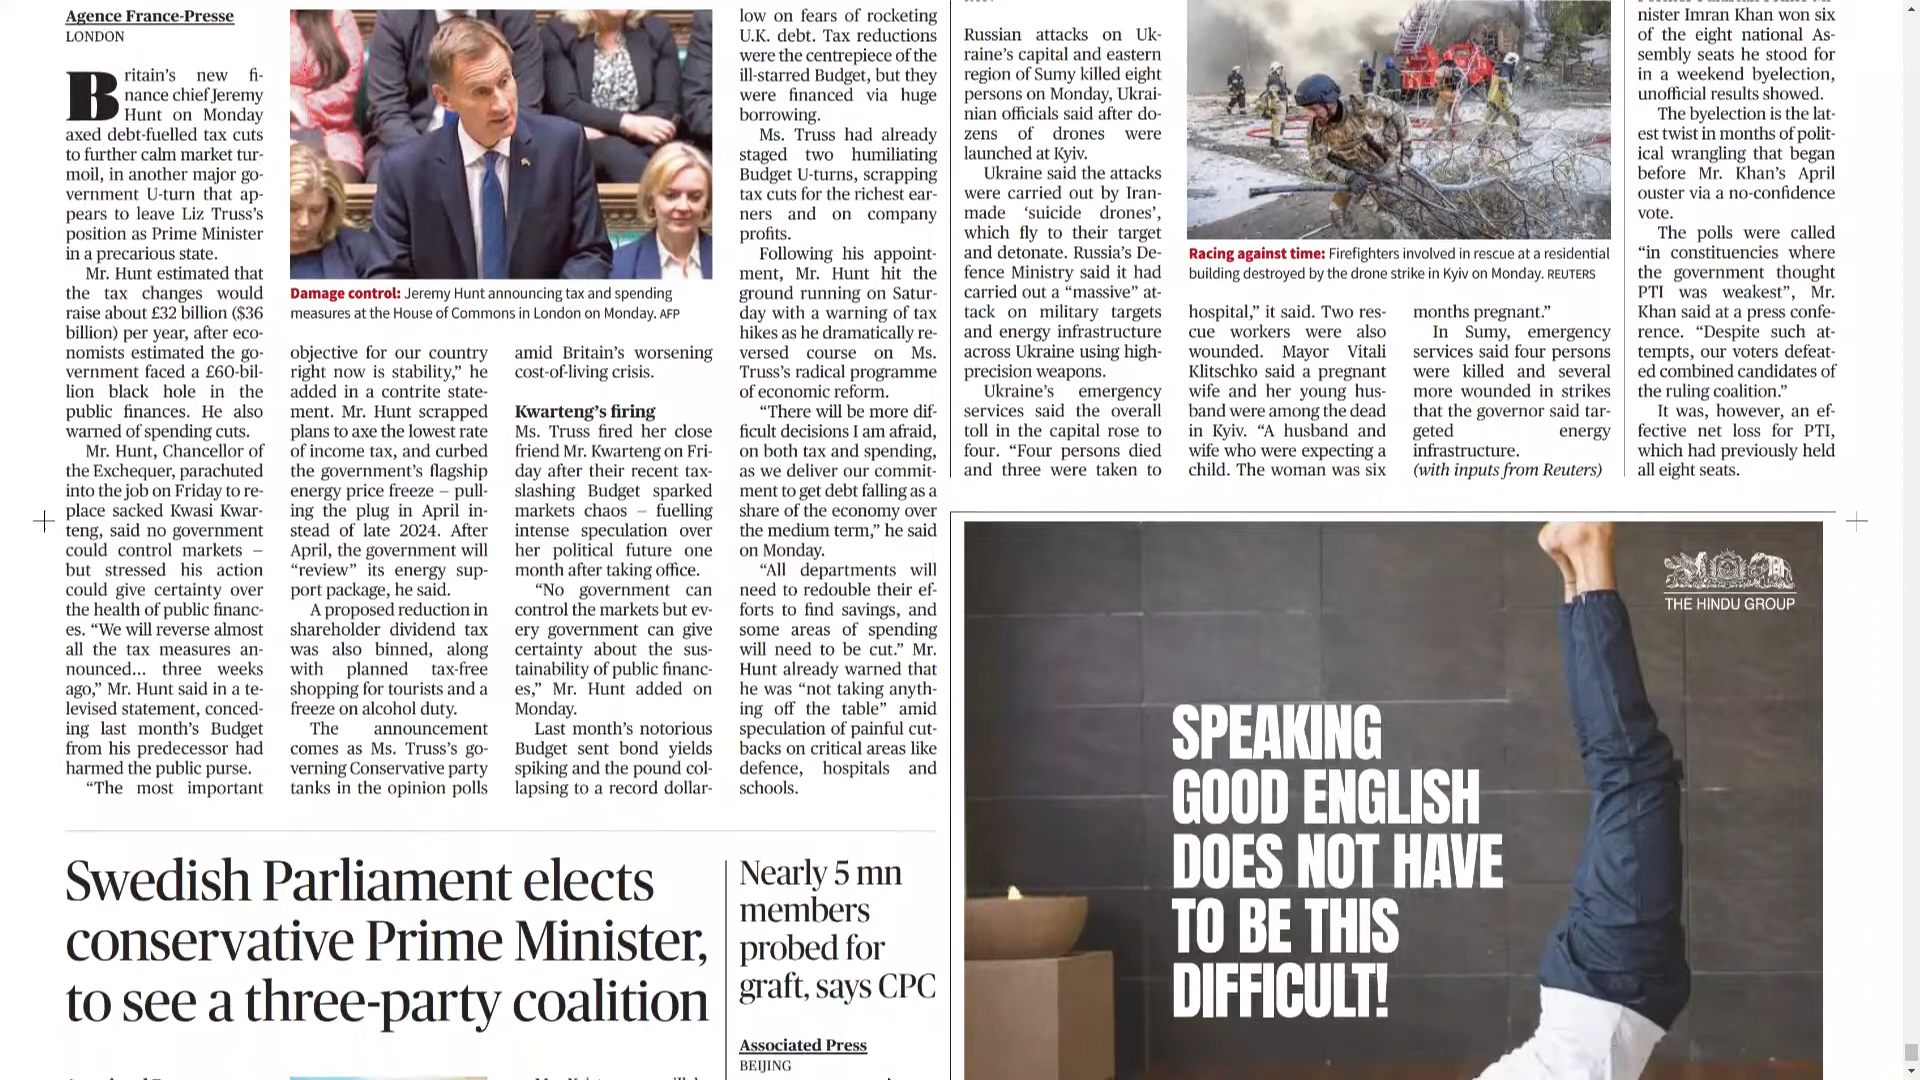 Agence France-Presse
LONDON
Britain’s new fi-
nance chief Jeremy
Hunt on Monday
axed debt-fuelled tax cuts
to further calm market tur-
moil, in another major go-
vernment U-turn that ap-
pears to leave Liz Truss’s
position as Prime Minister
in a precarious state.
Mr. Hunt estimated that
the tax changes would
raise about £32 billion ($36
billion) per year, after eco-
nomists estimated the go-
vernment faced a £60-bil-
lion black hole in the
public finances. He also
warned of spending cuts.
Mr. Hunt, Chancellor of
the Exchequer, parachuted
into the job on Friday to re-
place sacked Kwasi Kwar-
teng, said no government
could control markets –
but stressed his action
could give certainty over
the health of public financ-
es. “We will reverse almost
all the tax measures an-
nounced... three weeks
ago,” Mr. Hunt said in a te-
levised statement, conced-
ing last month’s Budget
from his predecessor had
harmed the public purse.
“The most important
Damage control: Jeremy Hunt announcing tax and spending
measures at the House of Commons in London on Monday. AFP
objective for our country
right now is stability,” he
added in a contrite state-
ment. Mr. Hunt scrapped
plans to axe the lowest rate
of income tax, and curbed
the government’s flagship
energy price freeze – pull-
ing the plug in April in-
stead of late 2024. After
April, the government will
“review” its energy sup-
port package, he said.
A proposed reduction in
shareholder dividend tax
was also binned, along
with planned tax-free
shopping for tourists and a
freeze on alcohol duty.
The announcement
comes as Ms. Truss’s go-
verning Conservative party
tanks in the opinion polls
amid Britain’s worsening
cost-of-living crisis.
Kwarteng’s firing
Ms. Truss fired her close
friend Mr. Kwarteng on Fri-
day after their recent tax-
slashing Budget sparked
markets chaos – fuelling
intense speculation over
her political future one
month after taking office.
“No government can
control the markets but ev-
ery government can give
certainty about the sus-
tainability of public financ-
es,” Mr. Hunt added on
Monday.
Last month’s notorious
Budget sent bond yields
spiking and the pound col-
lapsing to a record dollar-
low on fears of rocketing
U.K. debt. Tax reductions
were the centrepiece of the
ill-starred Budget, but they
were financed via huge
borrowing.
Ms. Truss had already
staged two humiliating
Budget U-turns, scrapping
tax cuts for the richest ear-
ners and on company
profits.
Following his appoint-
ment, Mr. Hunt hit the
ground running on Satur-
day with a warning of tax
hikes as he dramatically re-
versed course on Ms.
Truss’s radical programme
of economic reform.
“There will be more dif-
ficult decisions I am afraid,
on both tax and spending,
as we deliver our commit-
ment to get debt falling as a
share of the economy over
the medium term,” he said
on Monday.
“All departments will
need to redouble their ef-
forts to find savings, and
some areas of spending
will need to be cut.” Mr.
Hunt already warned that
he was “not taking anyth-
ing off the table” amid
speculation of painful cut-
backs on critical areas like
defence, hospitals and
schools.
Russian attacks on Uk-
raine’s capital and eastern
region of Sumy killed eight
persons on Monday, Ukrai-
nian officials said after do-
zens of drones were
launched at Kyiv.
Ukraine said the attacks
were carried out by Iran-
made ‘suicide drones’,
which fly to their target
and detonate. Russia’s De-
fence Ministry said it had
carried out a “massive” at-
tack on military targets
and energy infrastructure
across Ukraine using high-
precision weapons.
Ukraine’s emergency
services said the overall
toll in the capital rose to
four. “Four persons died
and three were taken to
Racing against time: Firefighters involved in rescue at a residential
building destroyed by the drone strike in Kyiv on Monday. REUTERS
hospital,” it said. Two res-
cue workers were also
wounded. Mayor Vitali
Klitschko said a pregnant
wife and her young hus-
band were among the dead
in Kyiv. “A husband and
wife who were expecting a
child. The woman was six
months pregnant.”
In Sumy, emergency
services said four persons
were killed and several
more wounded in strikes
that the governor said tar-
geted energy
infrastructure.
(with inputs from Reuters)
nister Imran Khan won six
of the eight national As-
sembly seats he stood for
in a weekend byelection,
unofficial results showed.
The byelection is the lat-
est twist in months of polit-
ical wrangling that began
before Mr. Khan’s April
ouster via a no-confidence
vote.
The polls were called
“in constituencies where
the government thought
PTI was weakest”, Mr.
Khan said at a press confe-
rence. “Despite such at-
tempts, our voters defeat-
ed combined candidates of
the ruling coalition.”
It was, however, an ef-
fective net loss for PTI,
which had previously held
all eight seats.
THE HINDU GROUP
SPEAKING
GOOD ENGLISH
DOES NOT HAVE
TO BE THIS
DIFFICULT!
Swedish Parliament elects
conservative Prime Minister,
to see a three-party coalition
Nearly 5 mn
members
probed for
graft, says CPC
Associated Press
BEIJING